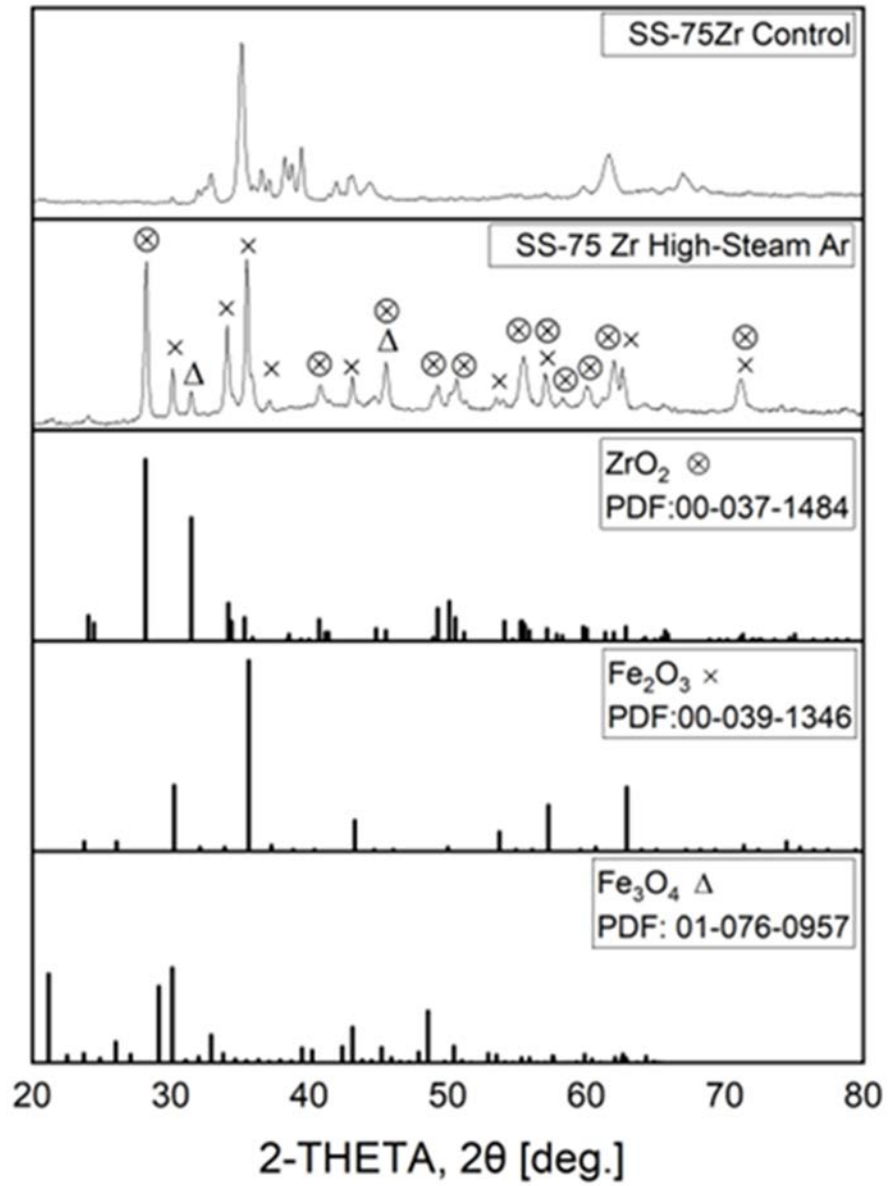 SS-75Zr Control
SS-75 Zr High-Steam Ar
⊗ × × Δ × × ⊗ × ⊗ Δ ⊗ ⊗ × ⊗ ⊗ × ⊗ ⊗ ⊗ × ⊗ ×
ZrO₂ ⊗
PDF:00-037-1484
Fe₂O₃ ×
PDF:00-039-1346
Fe₃O₄ Δ
PDF: 01-076-0957
20 30 40 50 60 70 80
2-THETA, 2θ [deg.]